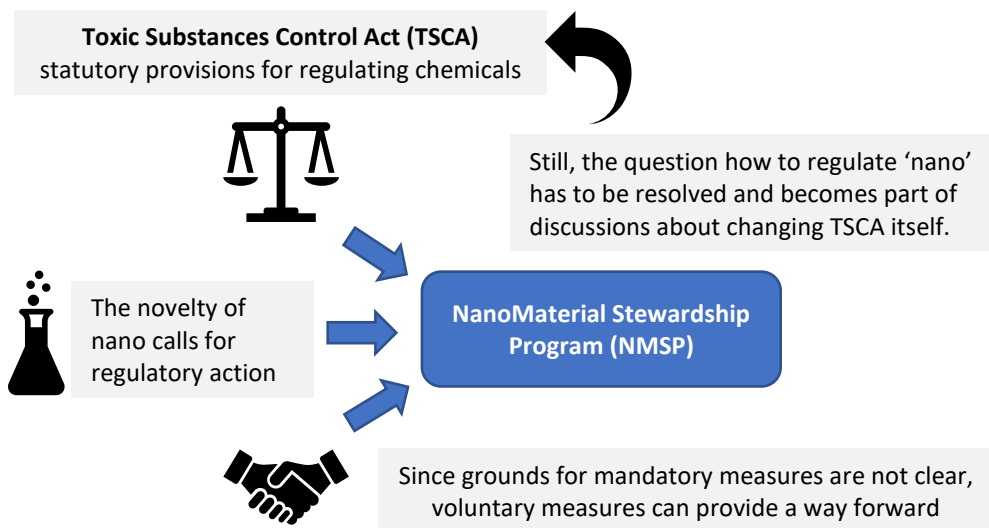 Toxic Substances Control Act (TSCA)
statutory provisions for regulating chemicals
Still, the question how to regulate ‘nano’
has to be resolved and becomes part of
discussions about changing TSCA itself.
The novelty of
nano calls for
regulatory action
NanoMaterial Stewardship
Program (NMSP)
Since grounds for mandatory measures are not clear,
voluntary measures can provide a way forward